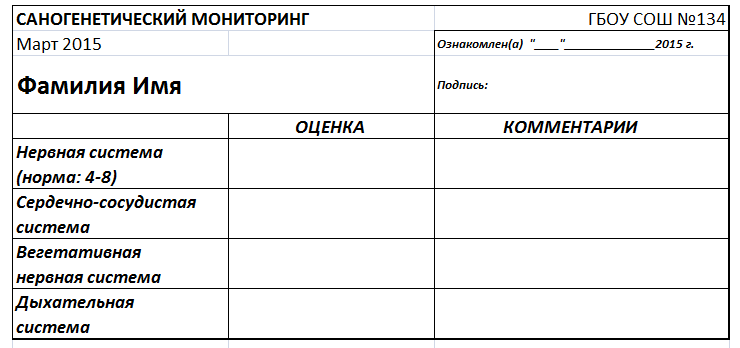 САНОГЕНЕТИЧЕСКИЙ МОНИТОРИНГ ГБОУ СОШ №134
Март 2015 Ознакомлен(а) "____"_______________2015 г.
Фамилия Имя Подпись:
ОЦЕНКА КОММЕНТАРИИ
Нервная система
(норма: 4-8)
Сердечно-сосудистая
система
Вегетативная
нервная система
Дыхательная
система